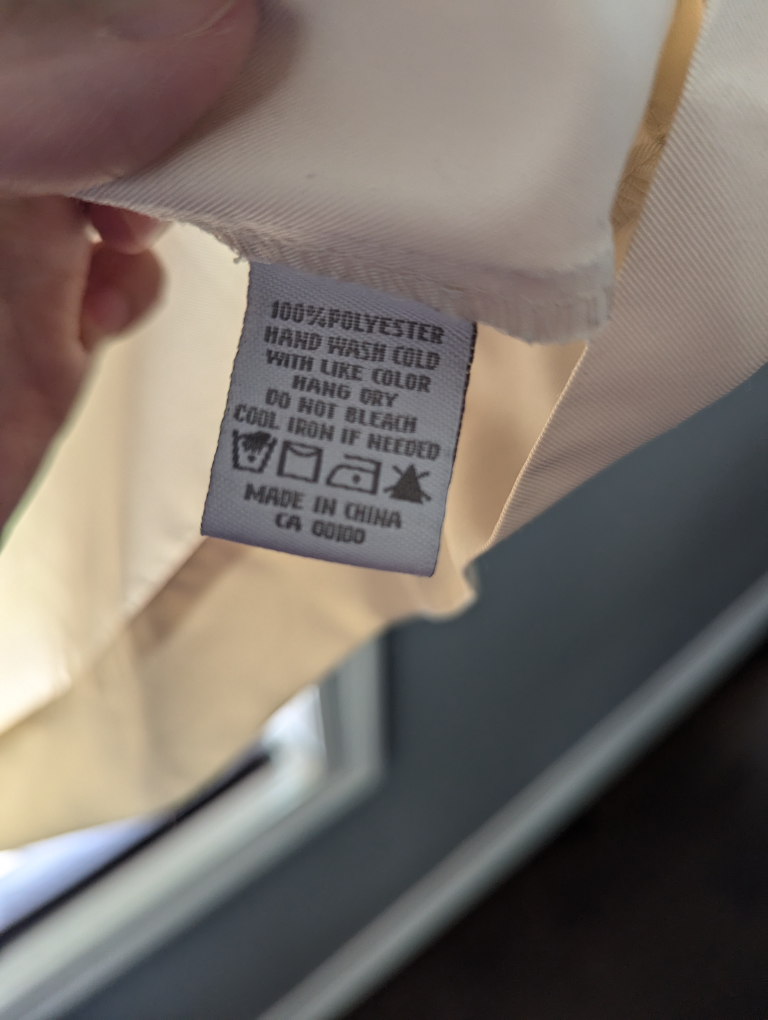 100%POLYESTER
HAND WASH COLD
WITH LIKE COLOR
HANG DRY
DO NOT BLEACH
COOL IRON IF NEEDED
MADE IN CHINA
CA 00100